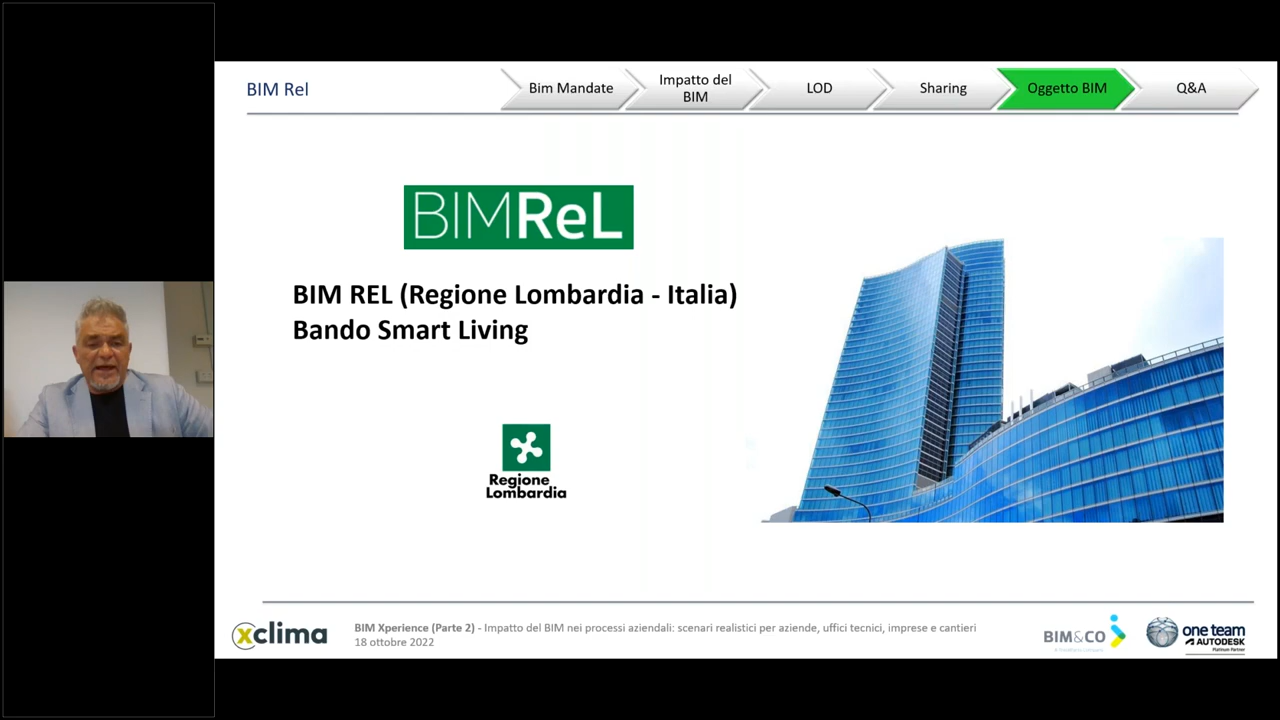 BIM Rel
Bim Mandate
Impatto del
BIM
LOD
Sharing
Oggetto BIM
Q&A
BIMReL
BIM REL (Regione Lombardia - Italia)
Bando Smart Living
Regione
Lombardia
xclima
BIM Xperience (Parte 2) - Impatto del BIM nei processi aziendali: scenari realistici per aziende, uffici tecnici, imprese e cantieri
18 ottobre 2022
BIM&CO
one team
AUTODESK
Platinum Partner